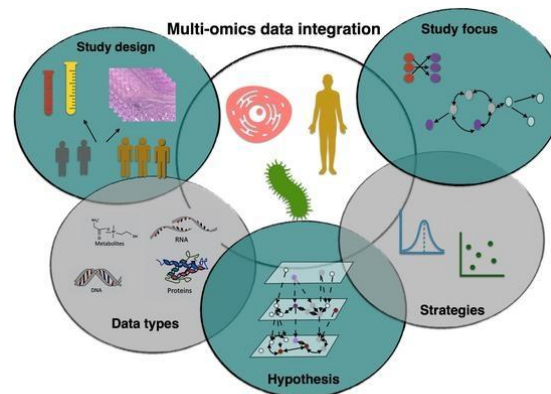 Multi-omics data integration
Study design
Study focus
Metabolites
RNA
DNA
Proteins
Data types
Strategies
Hypothesis